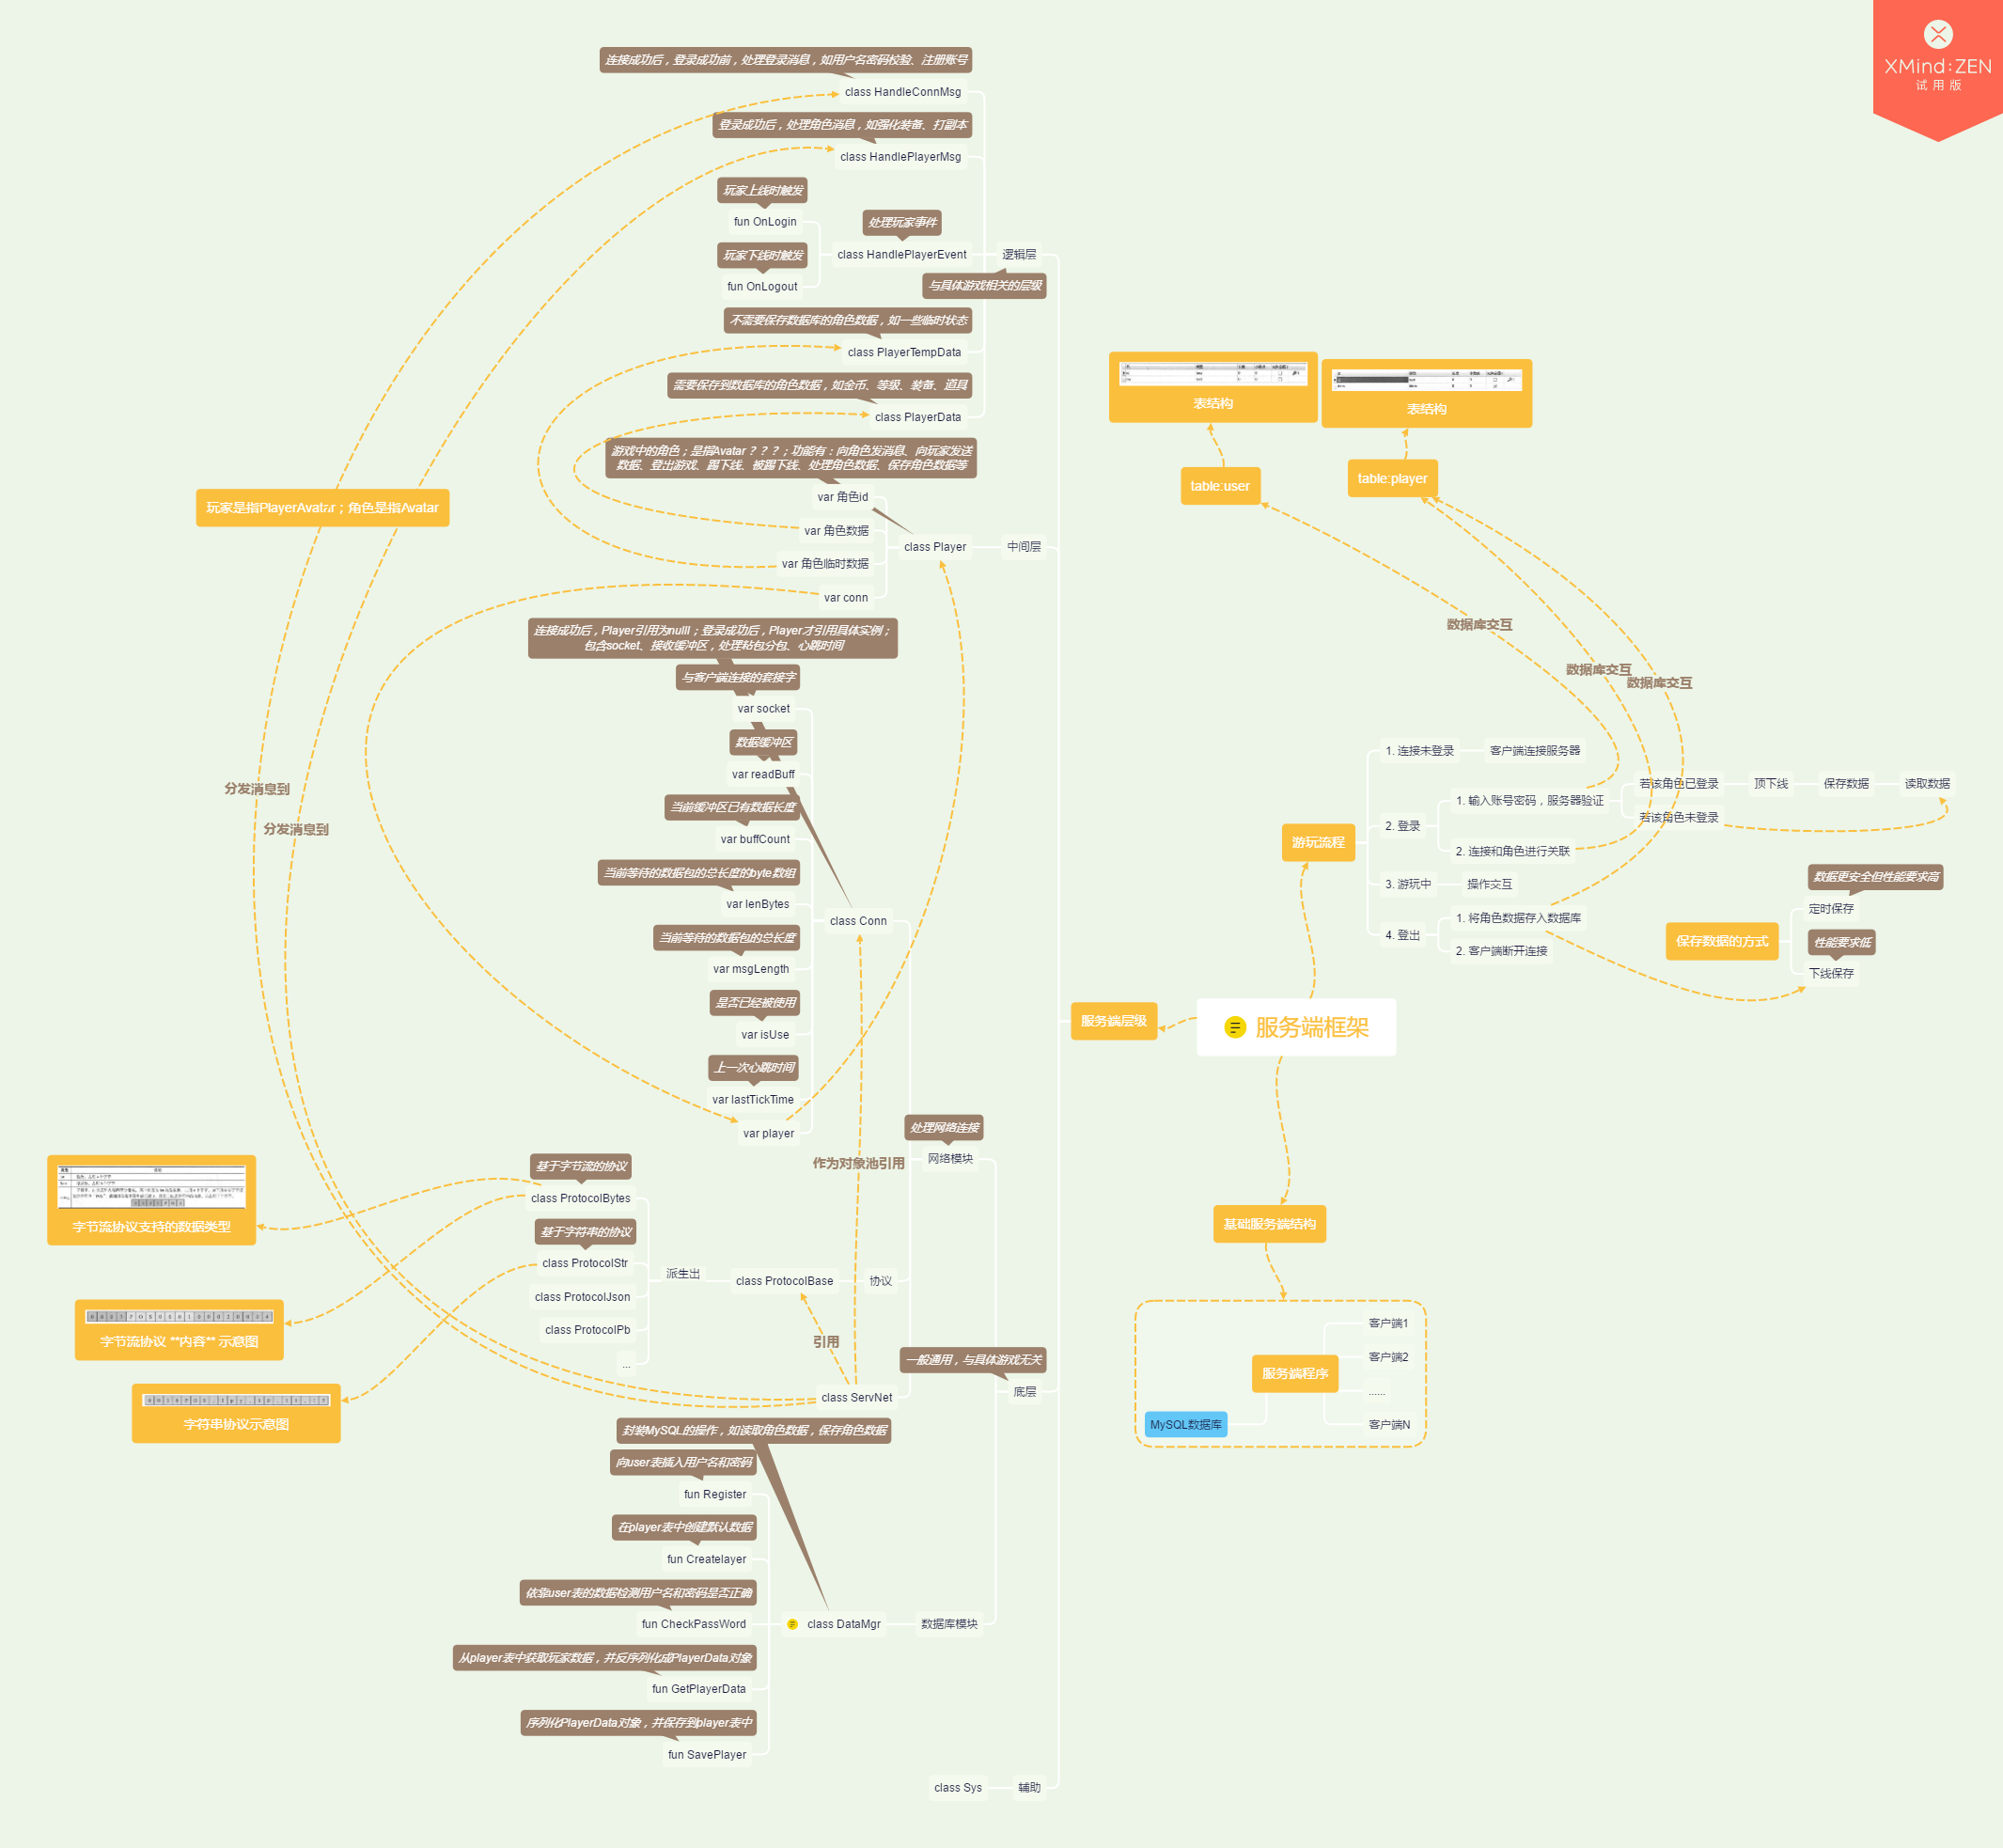 XMind:ZEN
试用版
连接成功后，登录成功前，处理登录消息，如用户名密码校验、注册账号
class HandleConnMsg
登录成功后，处理角色消息，如强化装备、打副本
class HandlePlayerMsg
玩家上线时触发
fun OnLogin
处理玩家事件
class HandlePlayerEvent
逻辑层
玩家下线时触发
fun OnLogout
与具体游戏相关的层级
不需要保存数据库的角色数据，如一些临时状态
class PlayerTempData
需要保存到数据库的角色数据，如金币、等级、装备、道具
class PlayerData
游戏中的角色；是指Avatar？？？；功能有：向角色发消息、向玩家发送
数据、登出游戏、踢下线、被踢下线、处理角色数据、保存角色数据等
var 角色id
玩家是指PlayerAvatar；角色是指Avatar
var 角色数据
class Player
中间层
var 角色临时数据
var conn
连接成功后，Player引用为null；登录成功后，Player才引用具体实例；
包含socket、接收缓冲区，处理粘包分包、心跳时间
与客户端连接的套接字
var socket
数据缓冲区
var readBuff
分发消息到
分发消息到
当前缓冲区已有数据长度
var buffCount
当前等待的数据包的总长度的byte数组
var lenBytes
class Conn
当前等待的数据包的总长度
var msgLength
是否已经被使用
var isUse
上一次心跳时间
var lastTickTime
var player
处理网络连接
网络模块
作为对象池引用
基于字节流的协议
class ProtocolBytes
字节流协议支持的数据类型
基于字符串的协议
class ProtocolStr
派生出
class ProtocolBase
协议
class ProtocolJson
class ProtocolPb
...
字节流协议 **内容** 示意图
引用
字符串协议示意图
class ServNet
一般通用，与具体游戏无关
底层
封装MySQL的操作，如读取角色数据，保存角色数据
向user表插入用户名和密码
fun Register
在player表中创建默认数据
fun Createlayer
依靠user表的数据检测用户名和密码是否正确
fun CheckPassWord
class DataMgr
数据库模块
从player表中获取玩家数据，并反序列化成PlayerData对象
fun GetPlayerData
序列化PlayerData对象，并保存到player表中
fun SavePlayer
class Sys
辅助
服务端层级
服务端框架
表结构
表结构
table:user
table:player
数据库交互
数据库交互
数据库交互
游玩流程
1. 连接未登录
客户端连接服务器
2. 登录
1. 输入账号密码，服务器验证
若该角色已登录
顶下线
保存数据
读取数据
若该角色未登录
2. 连接和角色进行关联
3. 游玩中
操作交互
4. 登出
1. 将角色数据存入数据库
2. 客户端断开连接
保存数据的方式
数据更安全但性能要求高
定时保存
性能要求低
下线保存
基础服务端结构
服务端程序
MySQL数据库
客户端1
客户端2
......
客户端N